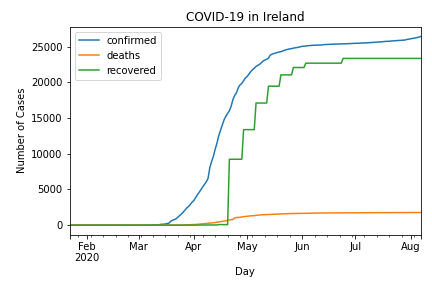 COVID-19 in Ireland
confirmed
deaths
recovered
Number of Cases
25000
20000
15000
10000
5000
0
Feb Mar Apr May Jun Jul Aug
2020
Day